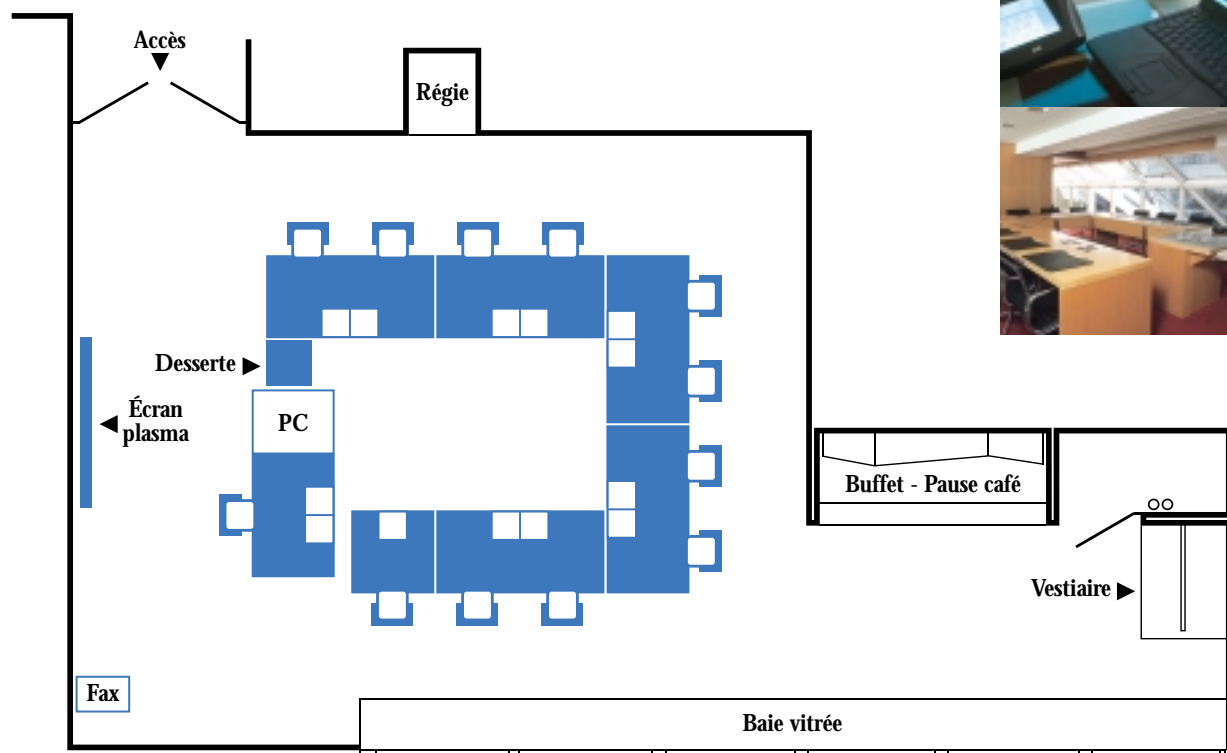 Accès
Régie
Desserte
Écran
plasma
PC
Buffet - Pause café
Vestiaire
Fax
Baie vitrée